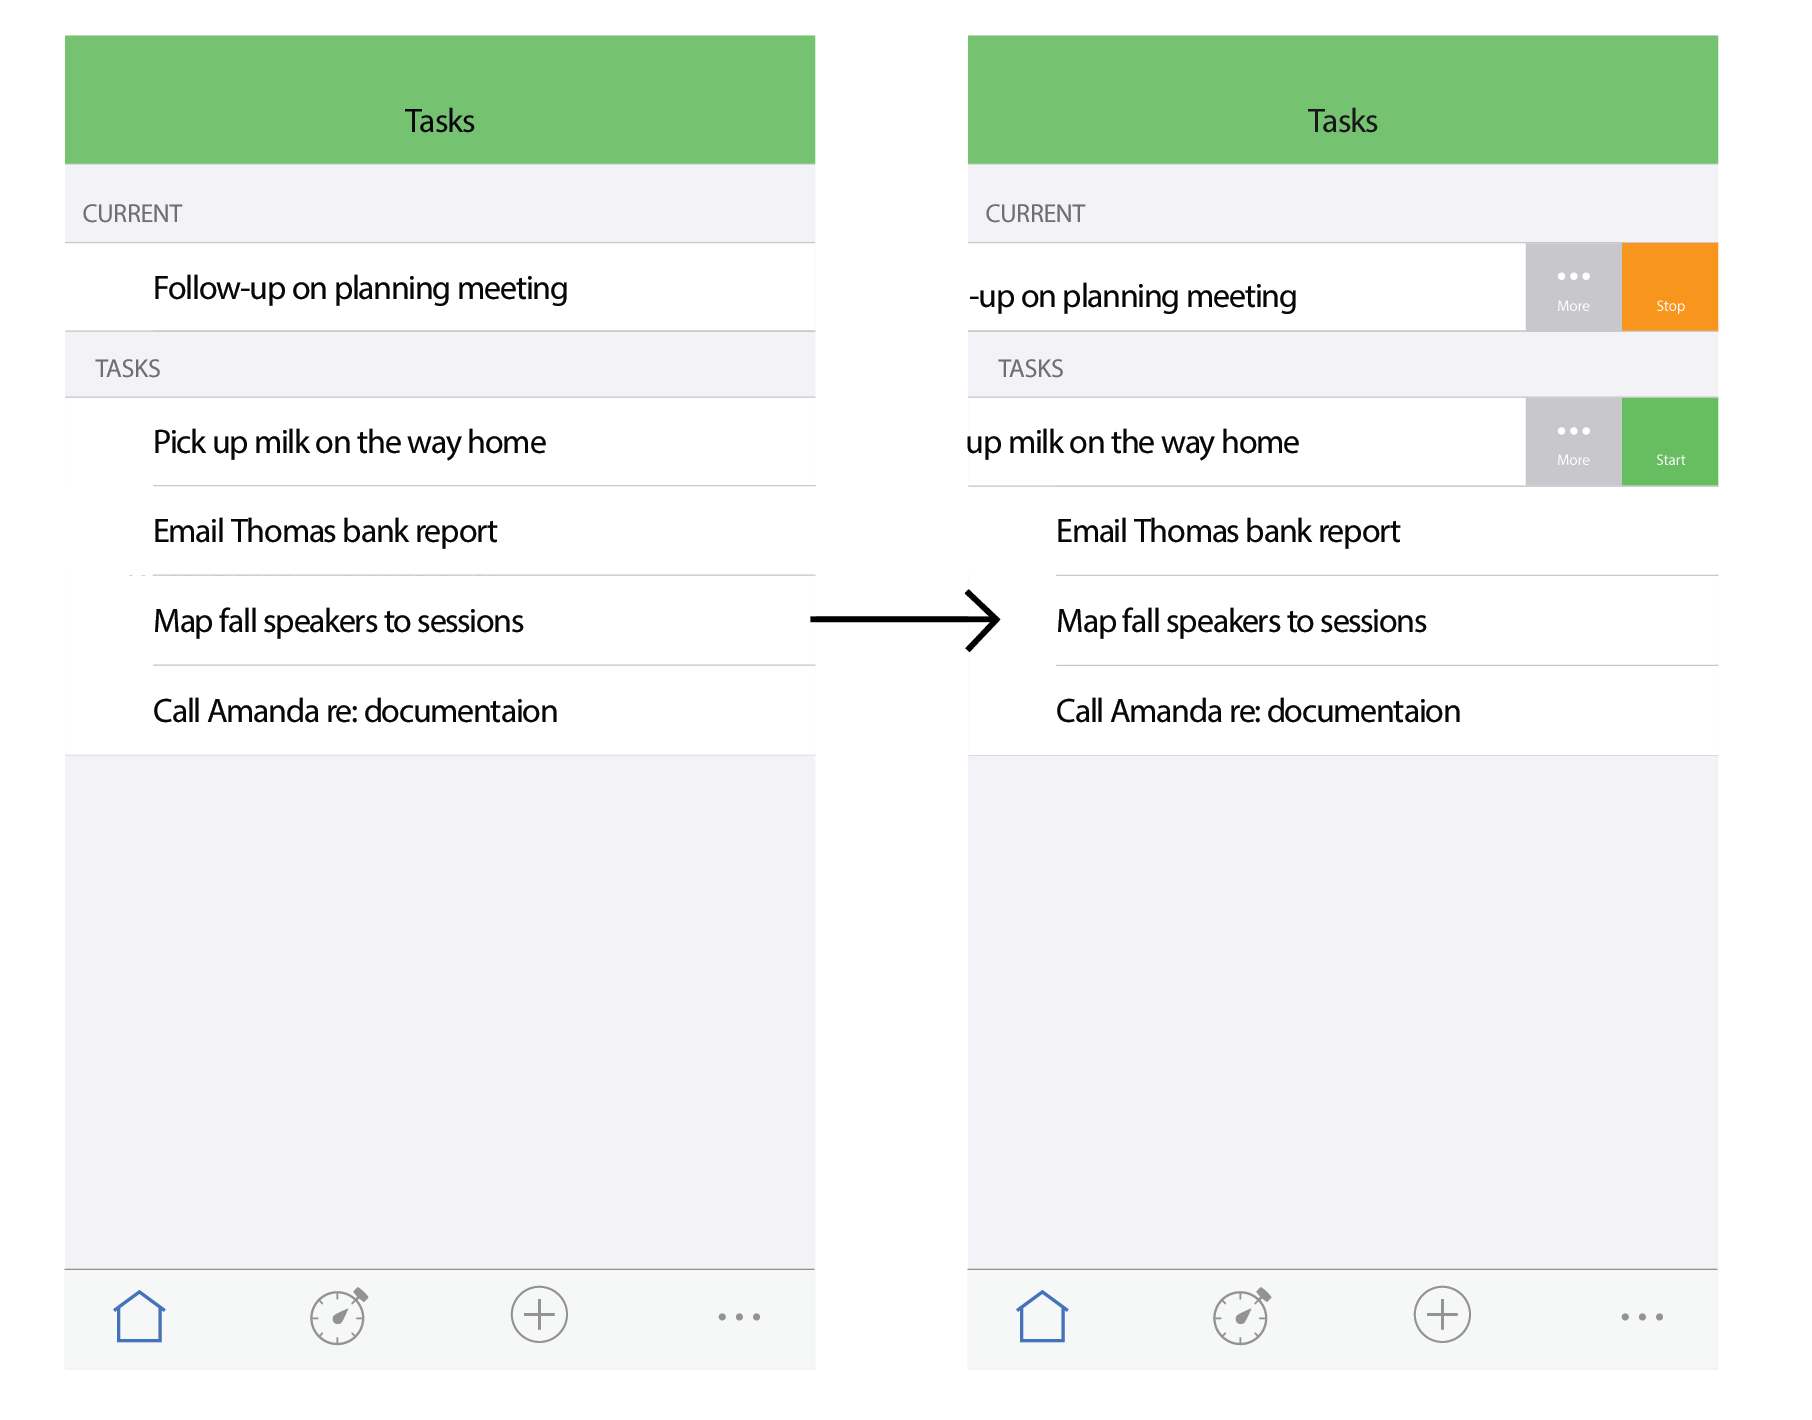 Tasks
CURRENT
Follow-up on planning meeting
TASKS
Pick up milk on the way home
Email Thomas bank report
Map fall speakers to sessions
Call Amanda re: documentaion
Tasks
CURRENT
-up on planning meeting
More
Stop
TASKS
up milk on the way home
More
Start
Email Thomas bank report
Map fall speakers to sessions
Call Amanda re: documentaion